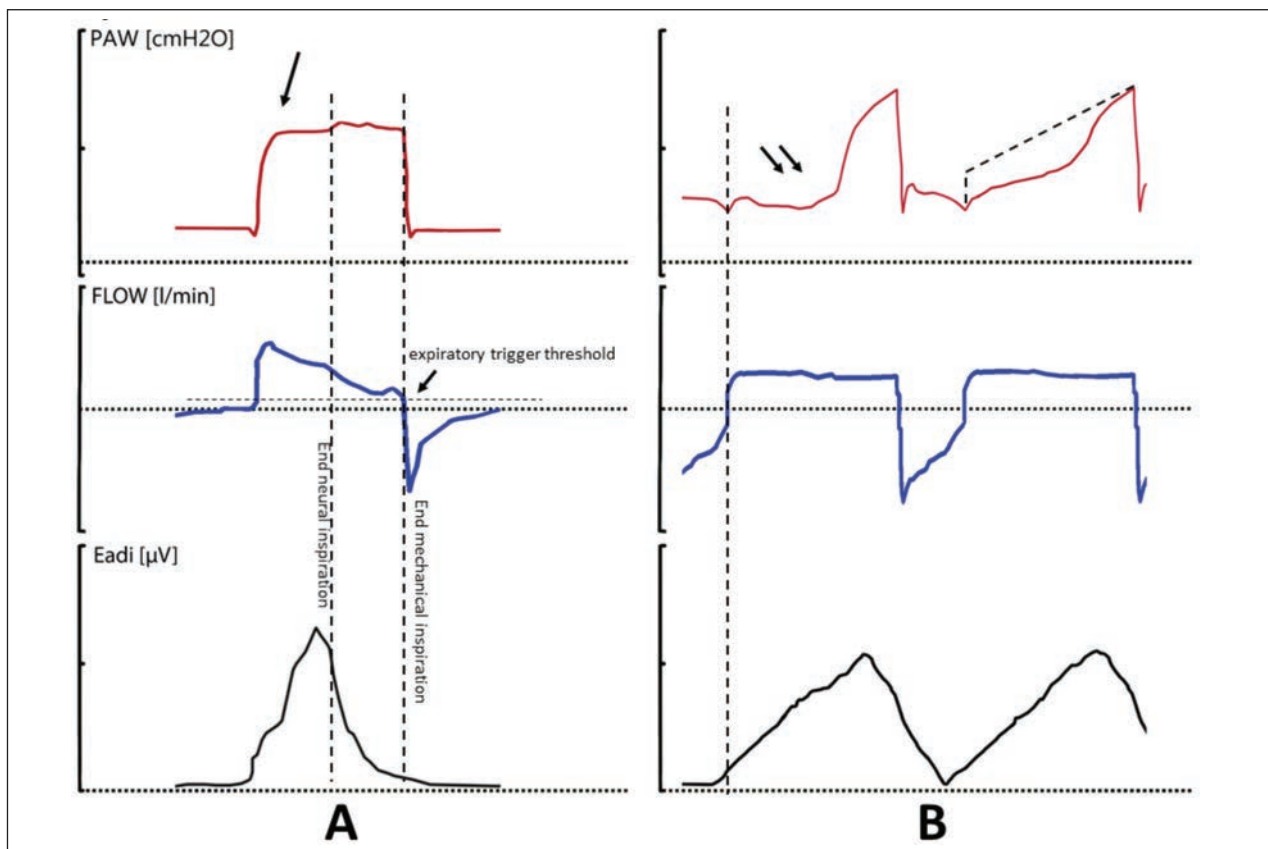 PAW [cmH2O]
FLOW [l/min]
expiratory trigger threshold
End neural inspiration
End mechanical inspiration
Eadi [µV]
A
B